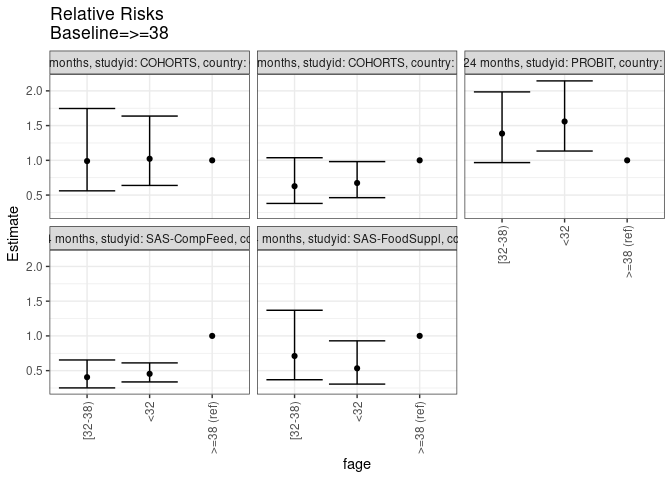 Relative Risks
Baseline=>=38
months, studyid: COHORTS, country:
months, studyid: COHORTS, country:
24 months, studyid: PROBIT, country:
months, studyid: SAS-CompFeed, co
months, studyid: SAS-FoodSuppl, co
Estimate
2.0
1.5
1.0
0.5
2.0
1.5
1.0
0.5
[32-38)
<32
>=38 (ref)
[32-38)
<32
>=38 (ref)
[32-38)
<32
>=38 (ref)
fage